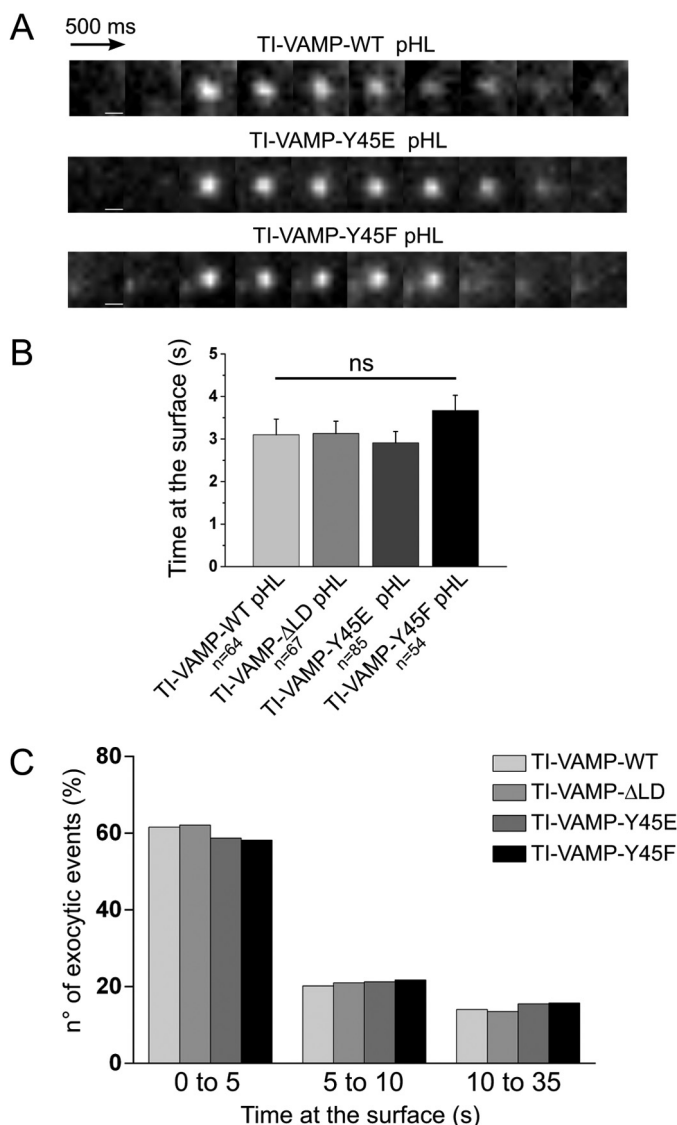 A
500 ms
TI-VAMP-WT pHL
TI-VAMP-Y45E pHL
TI-VAMP-Y45F pHL
B
Time at the surface (s)
5
4
3
2
1
0
ns
TI-VAMP-WT pHL
n=64
TI-VAMP-ΔLD pHL
n=67
TI-VAMP-Y45E pHL
n=85
TI-VAMP-Y45F pHL
n=54
C
n° of exocytic events (%)
80
60
40
20
0
TI-VAMP-WT
TI-VAMP-ΔLD
TI-VAMP-Y45E
TI-VAMP-Y45F
0 to 5
5 to 10
10 to 35
Time at the surface (s)